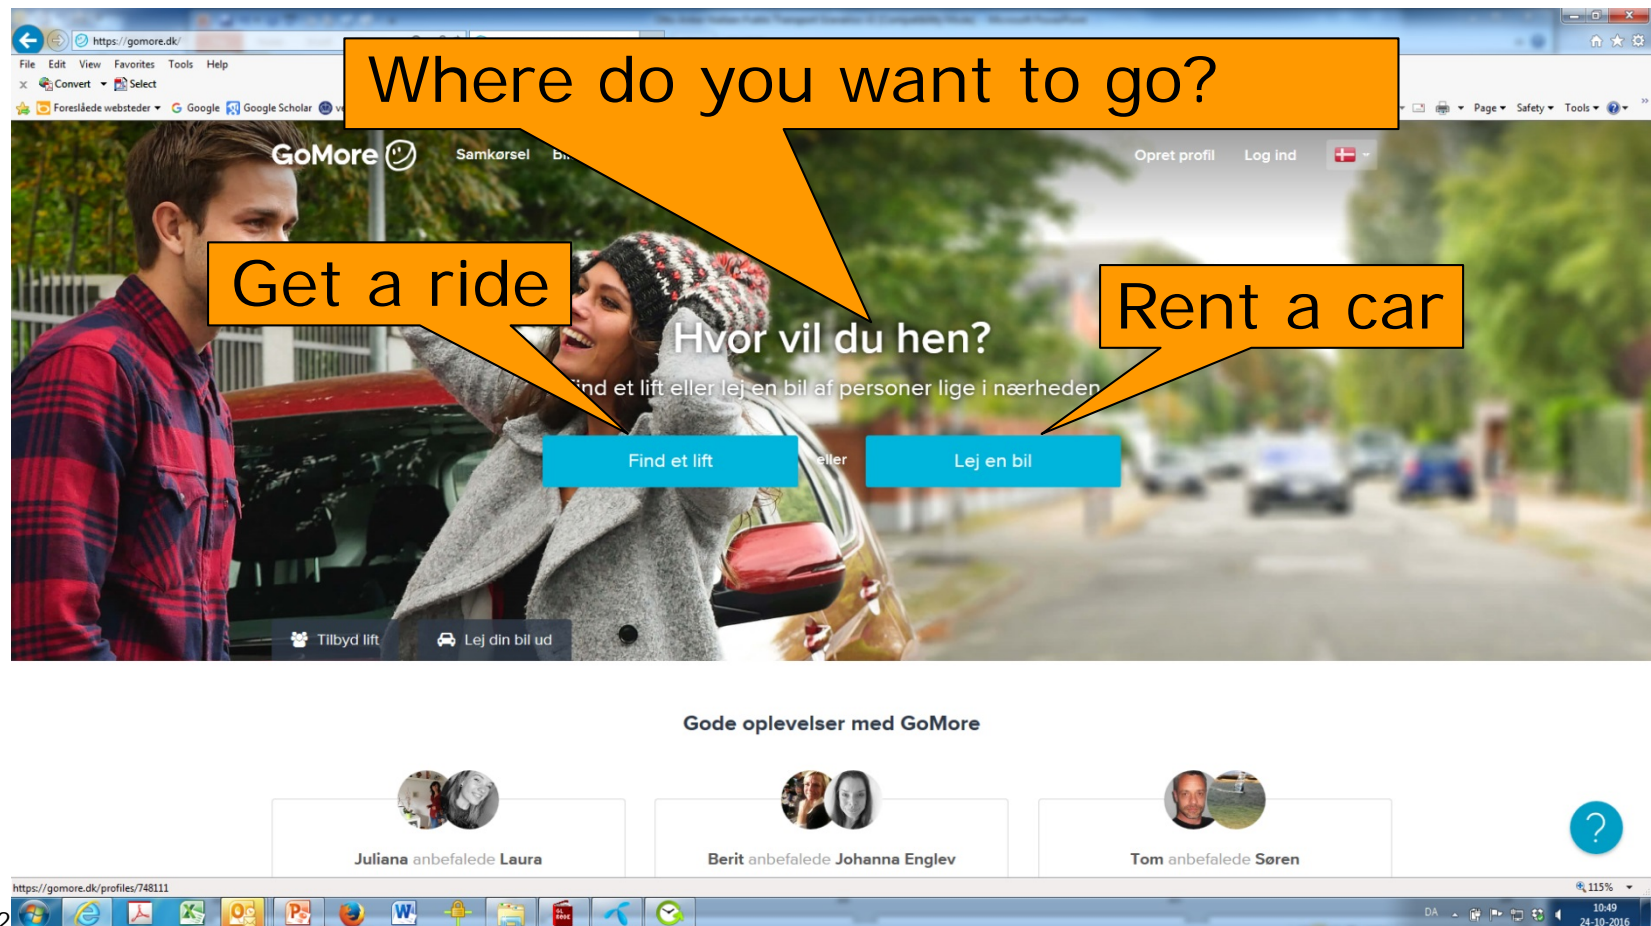 https://gomore.dk/
File Edit View Favorites Tools Help
x Convert Select
Foreslåede websteder Google Google Scholar
Page Safety Tools
Where do you want to go?
GoMore Samkørsel
Opret profil Log ind
Get a ride
Rent a car
Hvor vil du hen?
et lift eller lej en bil af personer lige i nærheden
Find et lift
eller
Lej en bil
Tilbyd lift
Lej din bil ud
Gode oplevelser med GoMore
Juliana anbefalede Laura
Berit anbefalede Johanna Englev
Tom anbefalede Søren
?
https://gomore.dk/profiles/748111
115%
2
DA
10:49
24-10-2016